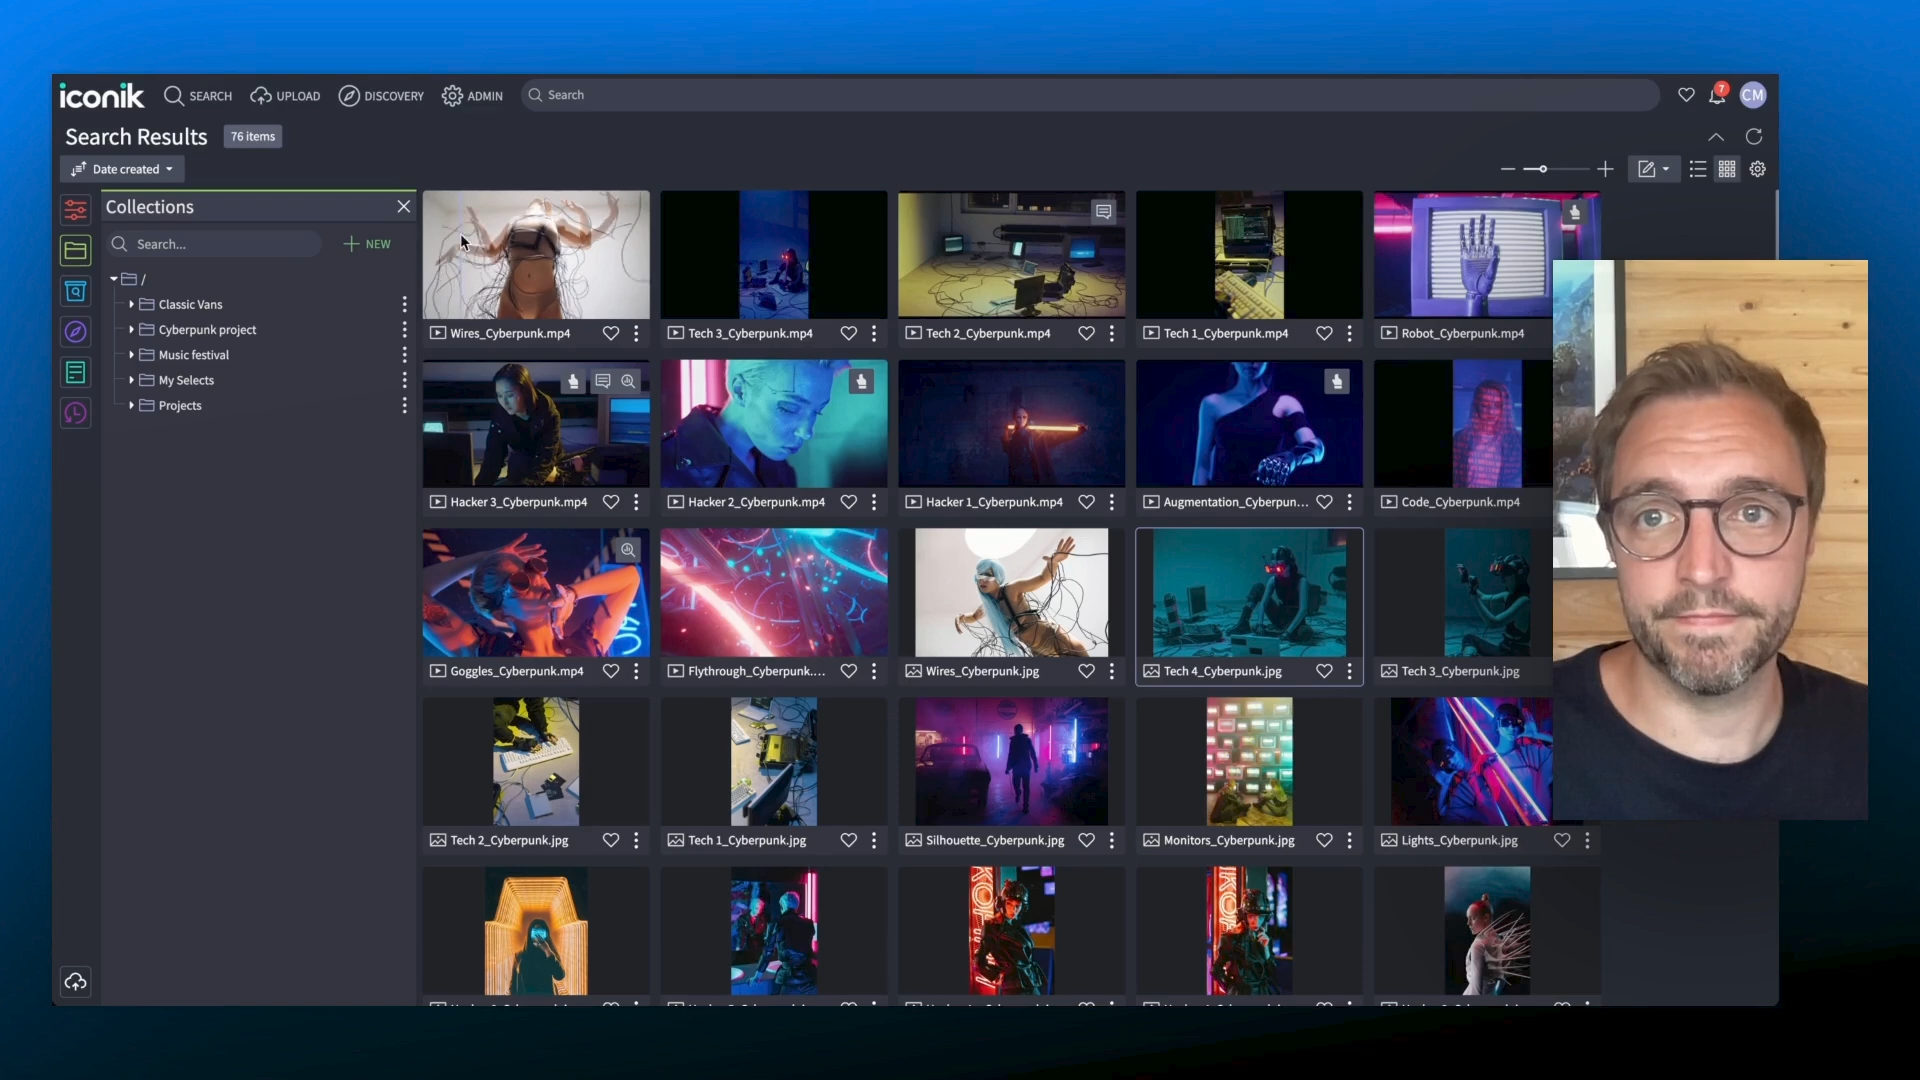 iconik
SEARCH
UPLOAD
DISCOVERY
ADMIN
Search
7
CM
Search Results
76 items
Date created
Collections
Search...
NEW
/
Classic Vans
Cyberpunk project
Music festival
My Selects
Projects
Wires_Cyberpunk.mp4
Tech 3_Cyberpunk.mp4
Tech 2_Cyberpunk.mp4
Tech 1_Cyberpunk.mp4
Robot_Cyberpunk.mp4
Hacker 3_Cyberpunk.mp4
Hacker 2_Cyberpunk.mp4
Hacker 1_Cyberpunk.mp4
Augmentation_Cyberpun...
Code_Cyberpunk.mp4
Goggles_Cyberpunk.mp4
Flythrough_Cyberpunk....
Wires_Cyberpunk.jpg
Tech 4_Cyberpunk.jpg
Tech 3_Cyberpunk.jpg
Tech 2_Cyberpunk.jpg
Tech 1_Cyberpunk.jpg
Silhouette_Cyberpunk.jpg
Monitors_Cyberpunk.jpg
Lights_Cyberpunk.jpg